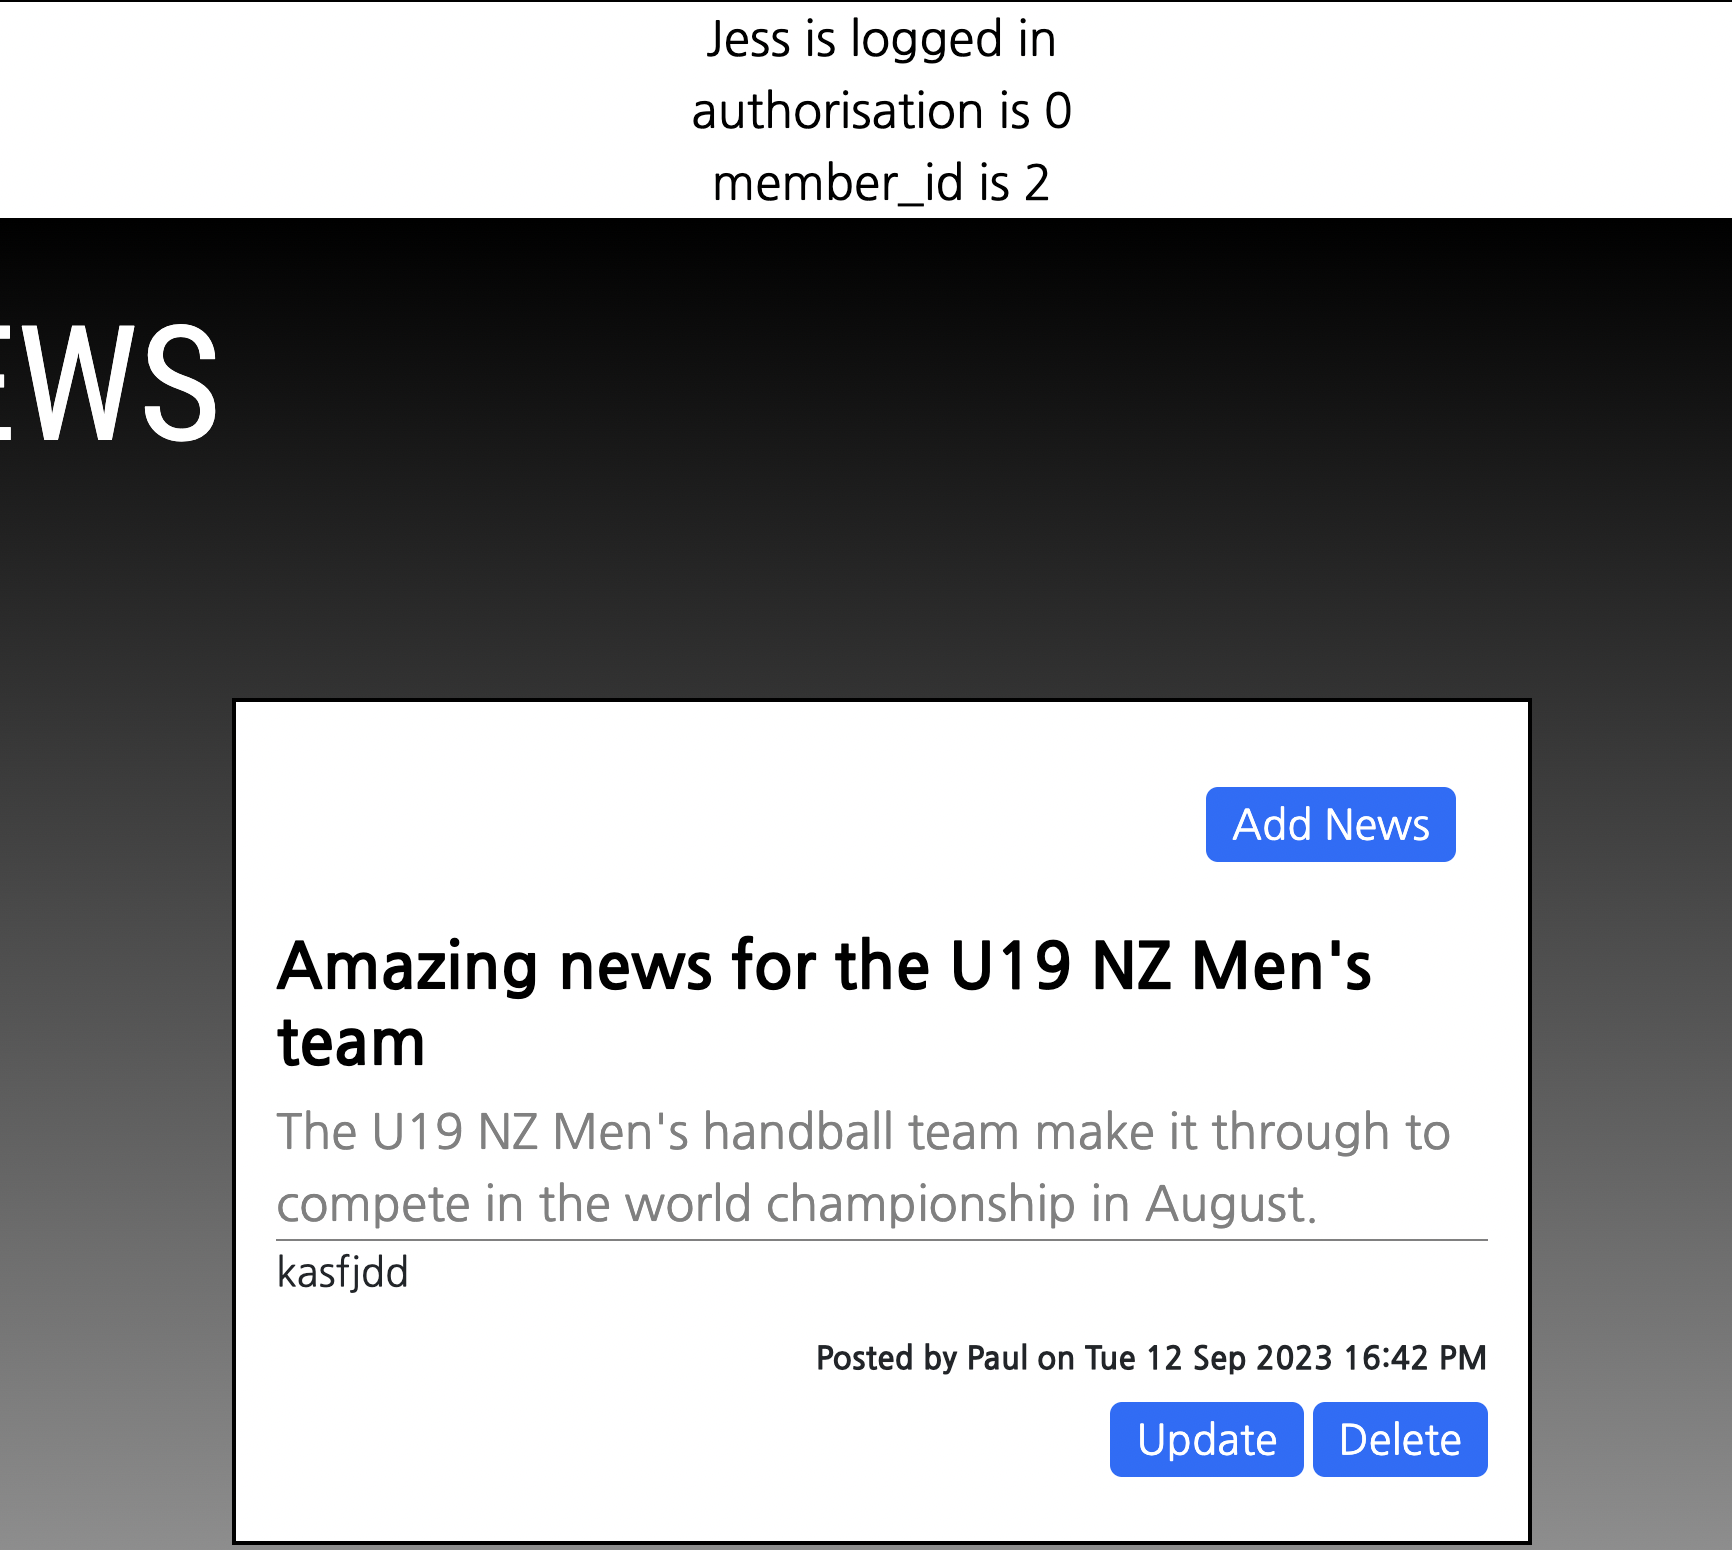 Jess is logged in
authorisation is 0
member_id is 2
EWS
Add News
Amazing news for the U19 NZ Men's
team
The U19 NZ Men's handball team make it through to
compete in the world championship in August.
kasfjdd
Posted by Paul on Tue 12 Sep 2023 16:42 PM
Update Delete